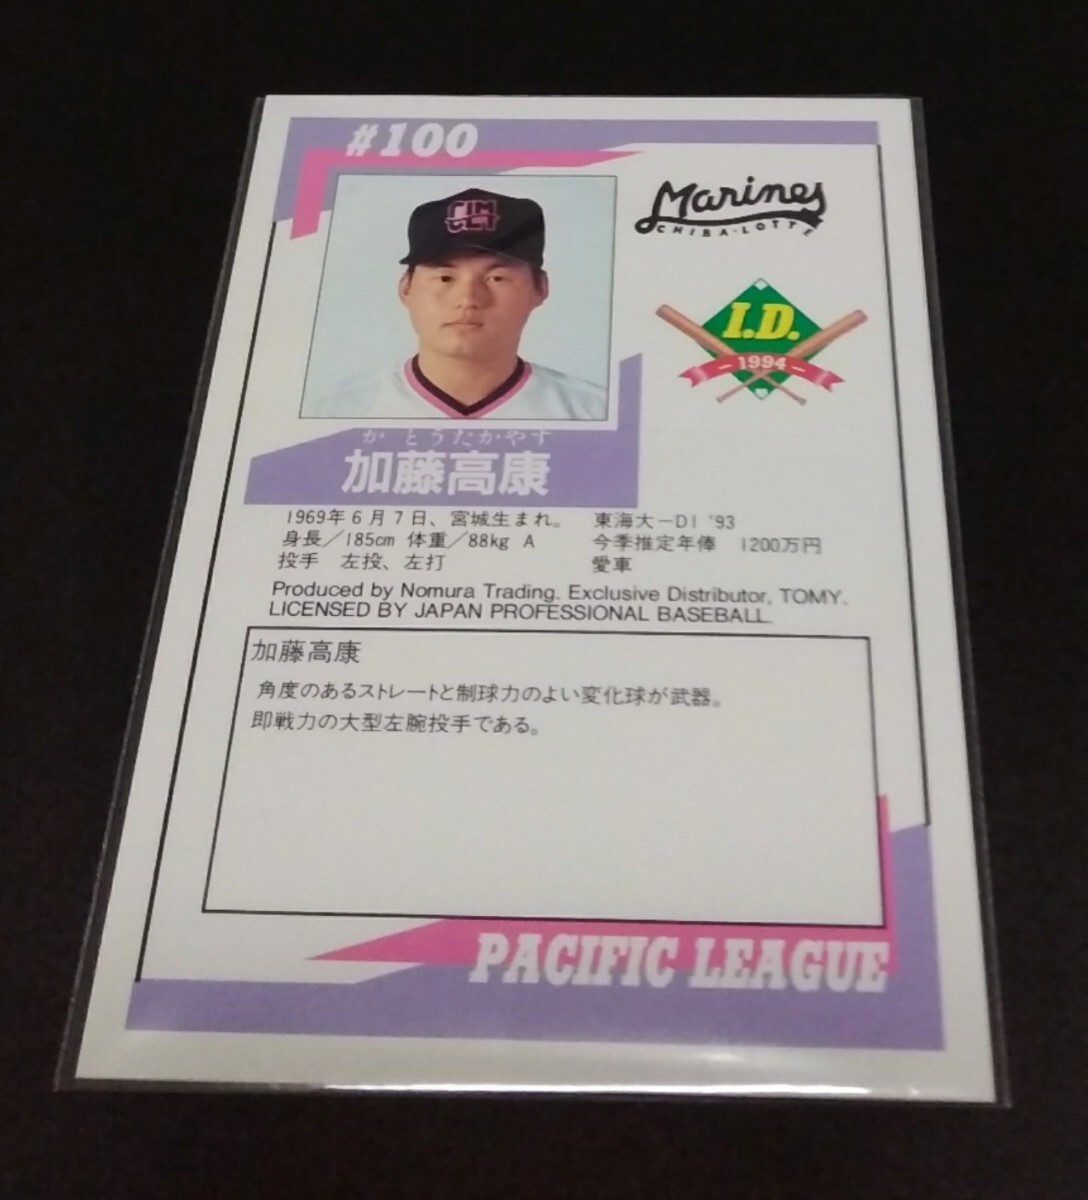 #100
CLM
Marines
CHIBA-LOTTE
I.D.
-1994-
かとうたかやす
加藤高康
1969年6月7日、宮城生まれ。 東海大-D1 '93
身長/185cm 体重/88kg A 今季推定年俸 1200万円
投手 左投、左打 愛車
Produced by Nomura Trading. Exclusive Distributor, TOMY.
LICENSED BY JAPAN PROFESSIONAL BASEBALL.
加藤高康
角度のあるストレートと制球力のよい変化球が武器。
即戦力の大型左腕投手である。
PACIFIC LEAGUE